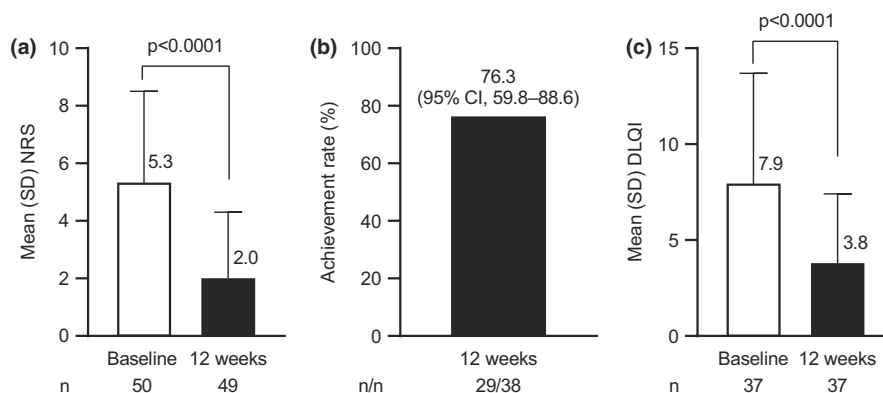 (a)
p<0.0001
Mean (SD) NRS
10
8
6
4
2
0
5.3
2.0
Baseline 12 weeks
n 50 49
(b)
Achievement rate (%)
100
80
60
40
20
0
76.3
(95% CI, 59.8–88.6)
12 weeks
n/n 29/38
(c)
p<0.0001
Mean (SD) DLQI
15
10
5
0
7.9
3.8
Baseline 12 weeks
n 37 37